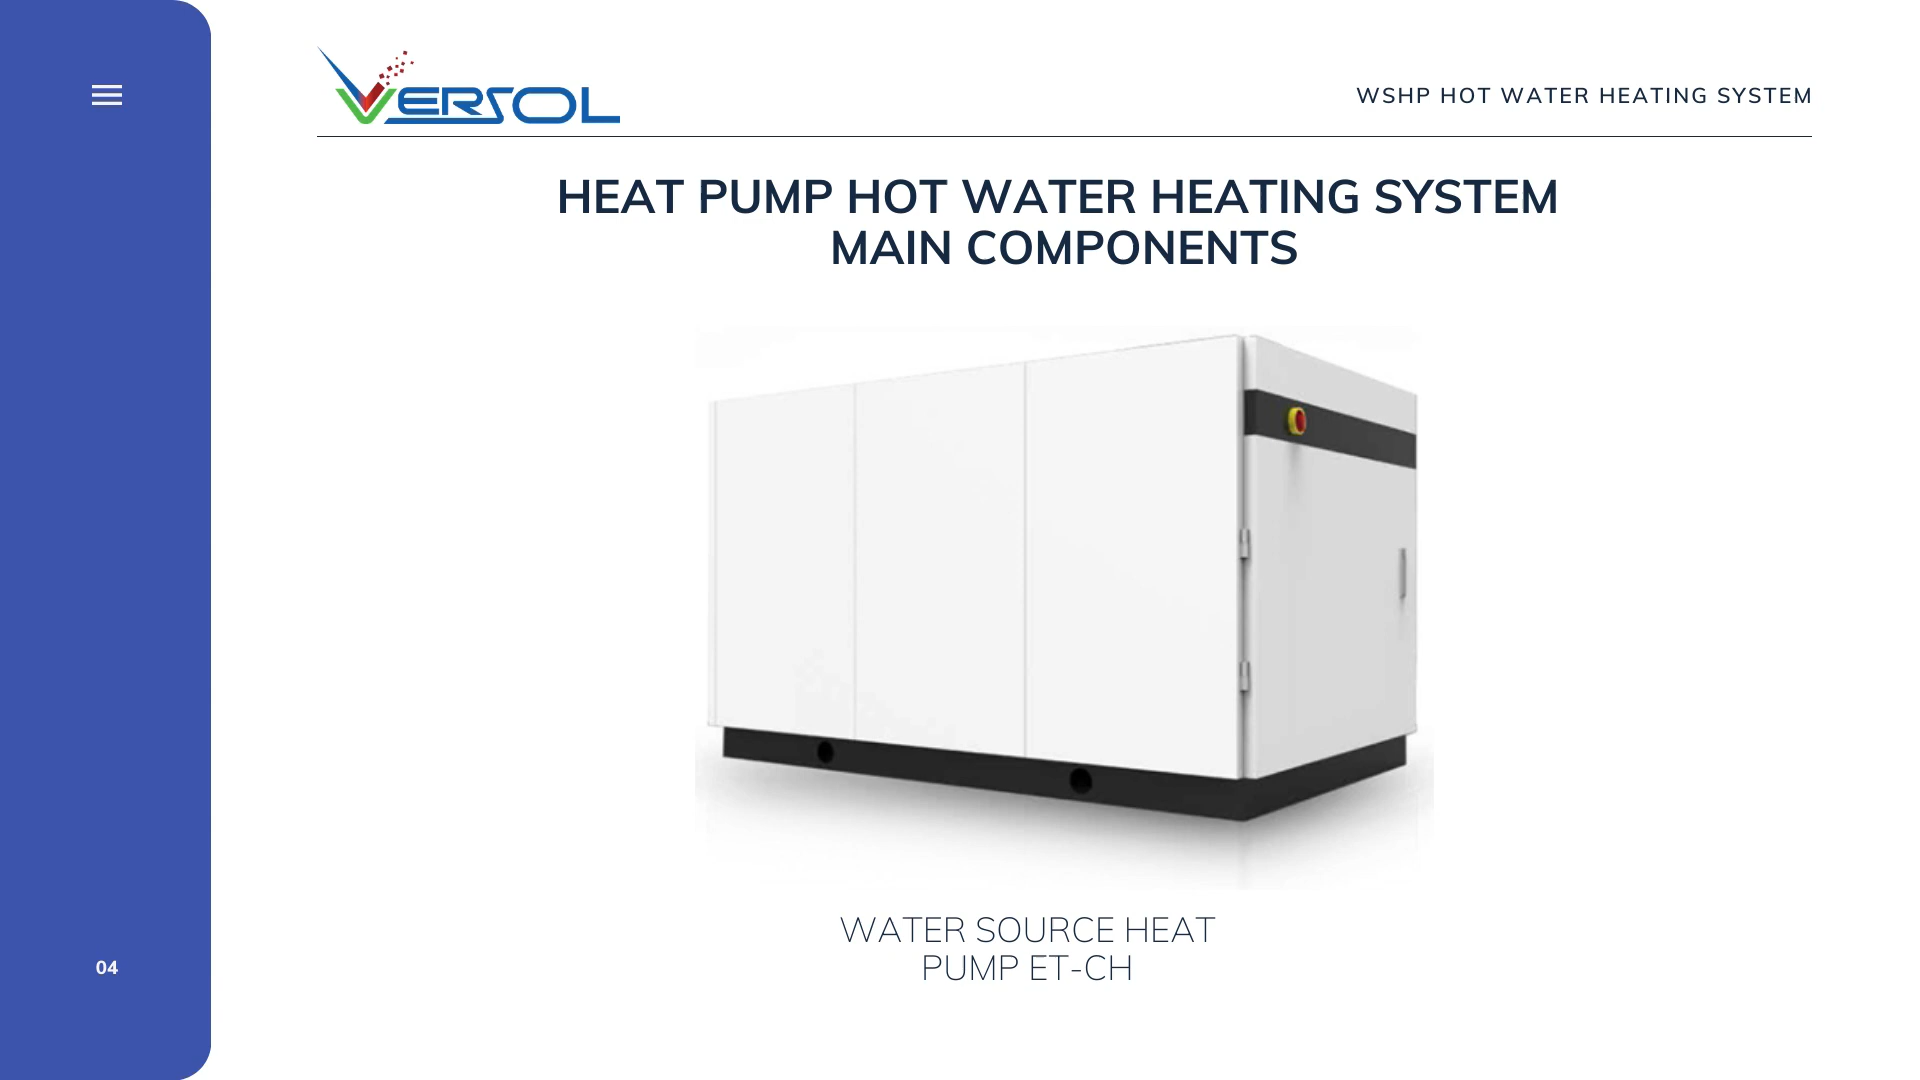 VERSOL
WSHP HOT WATER HEATING SYSTEM
HEAT PUMP HOT WATER HEATING SYSTEM
MAIN COMPONENTS
WATER SOURCE HEAT
PUMP ET-CH
04